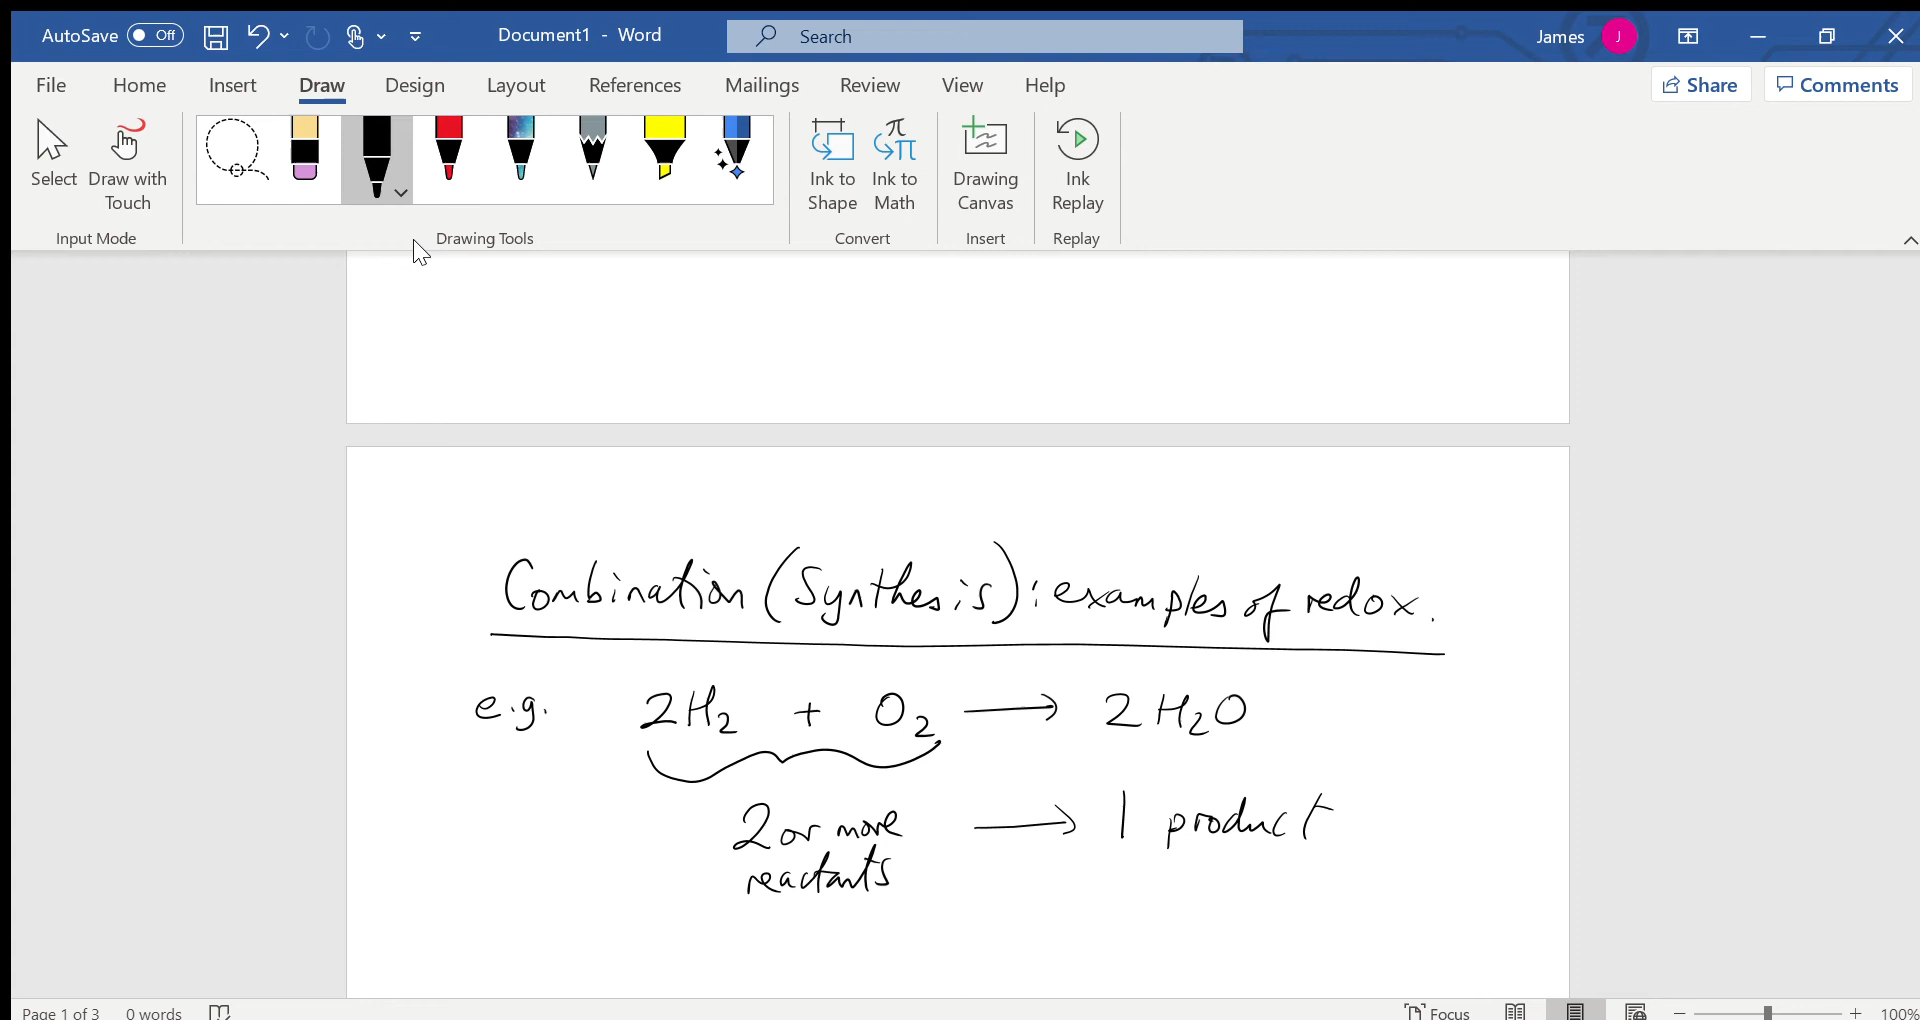 AutoSave Off Document1 - Word Search James J
File Home Insert Draw Design Layout References Mailings Review View Help Share Comments
Select Draw with Touch Ink to Shape Ink to Math Drawing Canvas Ink Replay
Input Mode Drawing Tools Convert Insert Replay
Combination (Synthesis): examples of redox.
e.g. 2H₂ + O₂ → 2H₂O
2 or more → 1 product
reactants
Page 1 of 3 0 words Focus 100%